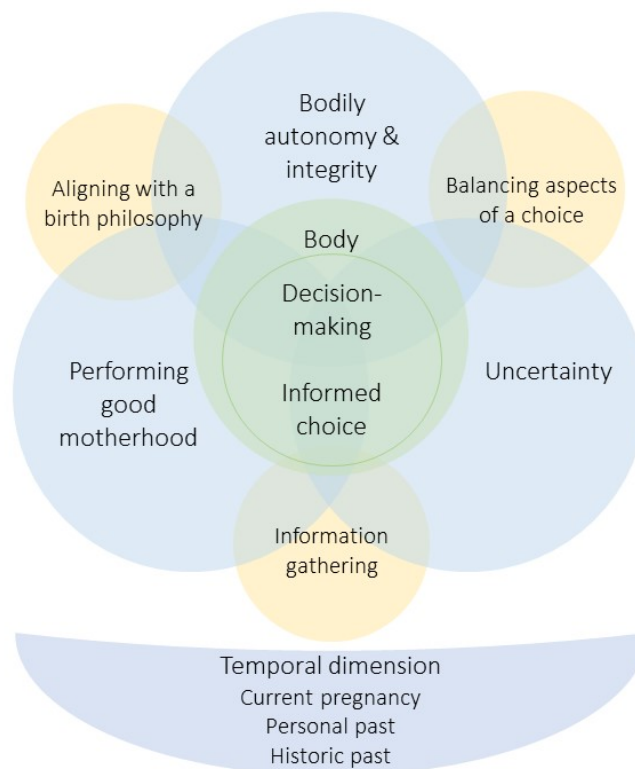 Bodily
autonomy &
integrity
Aligning with a
birth philosophy
Balancing aspects
of a choice
Body
Decision-
making
Performing
good
motherhood
Informed
choice
Uncertainty
Information
gathering
Temporal dimension
Current pregnancy
Personal past
Historic past